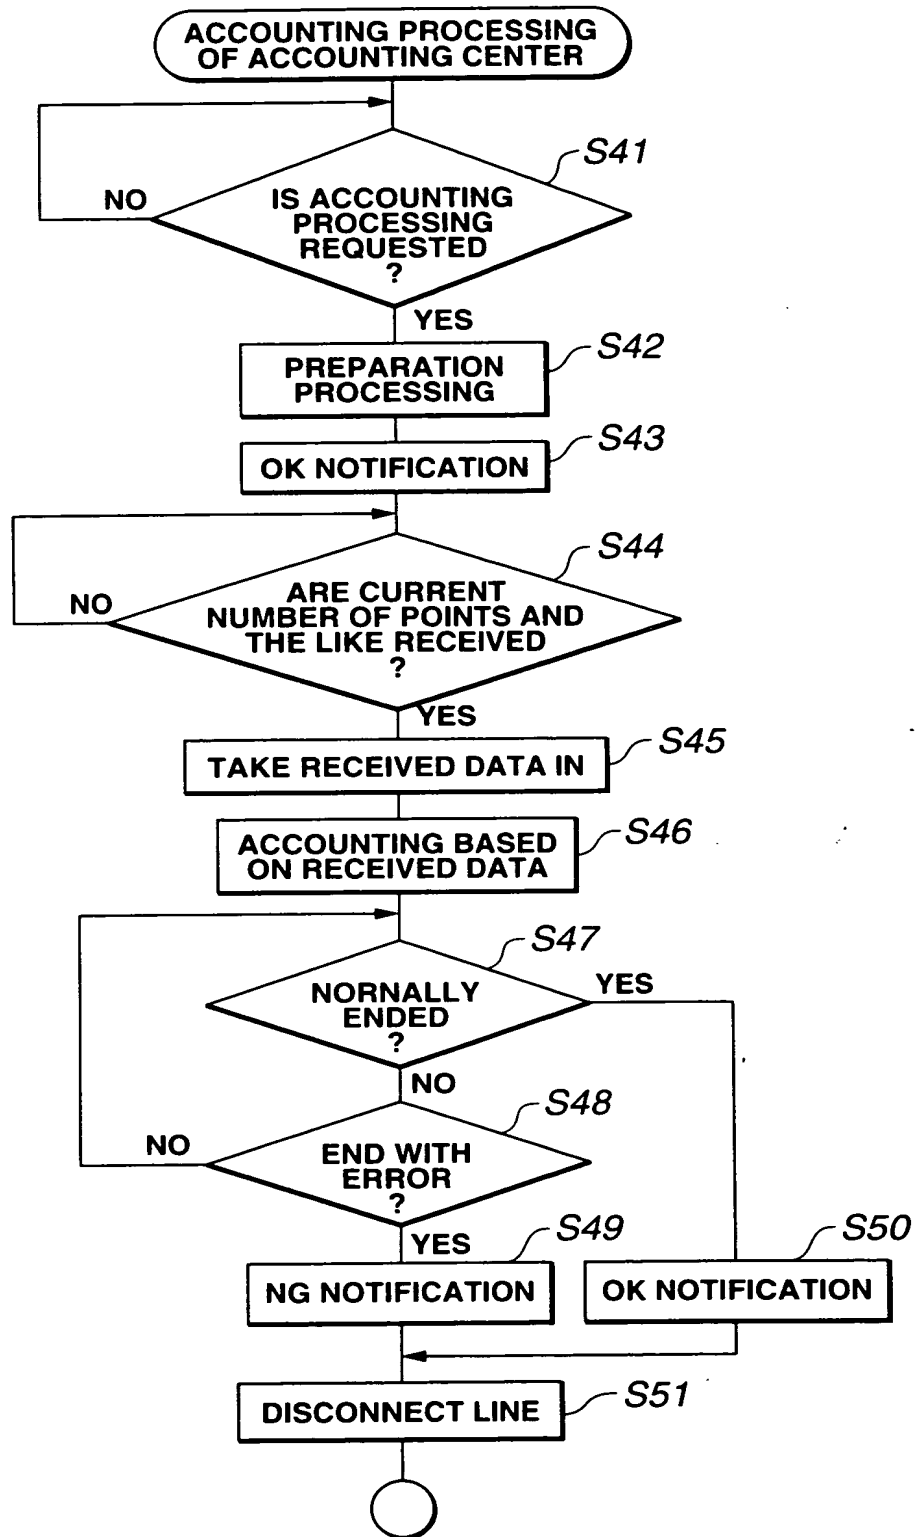 ACCOUNTING PROCESSING
OF ACCOUNTING CENTER
S41
NO
IS ACCOUNTING
PROCESSING
REQUESTED
?
YES
S42
PREPARATION
PROCESSING
S43
OK NOTIFICATION
S44
NO
ARE CURRENT
NUMBER OF POINTS AND
THE LIKE RECEIVED
?
YES
S45
TAKE RECEIVED DATA IN
S46
ACCOUNTING BASED
ON RECEIVED DATA
S47
YES
NORNALLY
ENDED
?
NO
S48
NO
END WITH
ERROR
?
YES
S49
NG NOTIFICATION
S50
OK NOTIFICATION
S51
DISCONNECT LINE